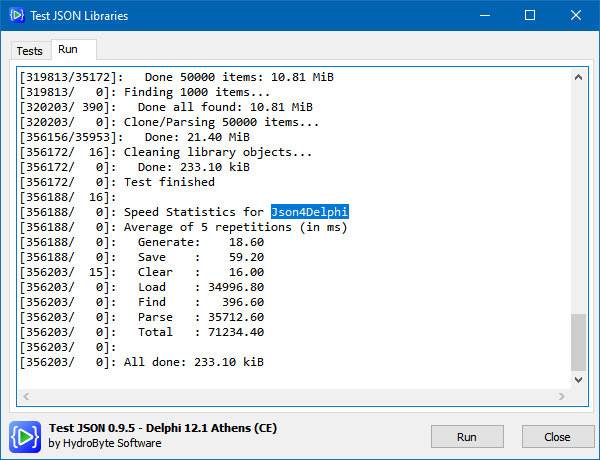 Test JSON Libraries
Tests Run
[319813/35172]:   Done 50000 items: 10.81 MiB
[319813/    0]: Finding 1000 items...
[320203/  390]:   Done all found: 10.81 MiB
[320203/    0]: Clone/Parsing 50000 items...
[356156/35953]:   Done: 21.40 MiB
[356172/   16]: Cleaning library objects...
[356172/    0]:   Done: 233.10 kiB
[356172/    0]: Test finished
[356188/   16]:
[356188/    0]: Speed Statistics for Json4Delphi
[356188/    0]: Average of 5 repetitions (in ms)
[356188/    0]:   Generate:    18.60
[356188/    0]:   Save    :    59.20
[356203/   15]:   Clear   :    16.00
[356203/    0]:   Load    : 34996.80
[356203/    0]:   Find    :   396.60
[356203/    0]:   Parse   : 35712.60
[356203/    0]:   Total   : 71234.40
[356203/    0]:
[356203/    0]: All done: 233.10 kiB
Test JSON 0.9.5 - Delphi 12.1 Athens (CE)
by HydroByte Software
Run Close